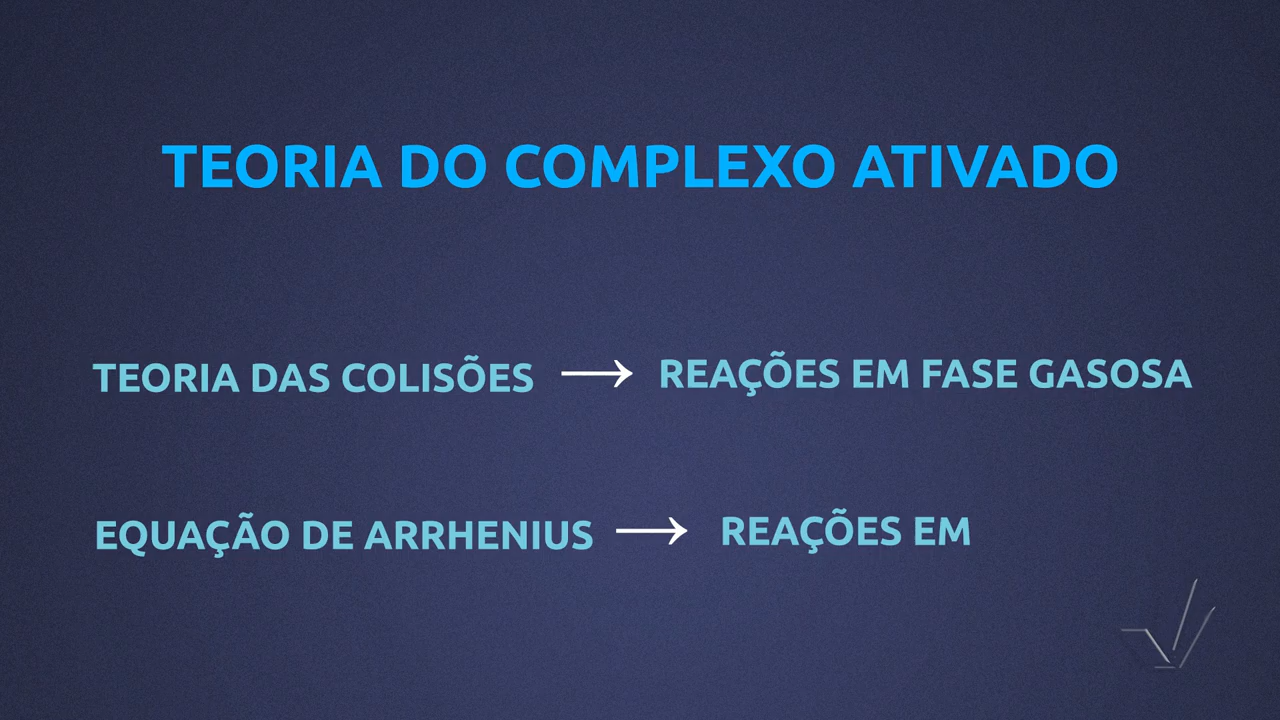 TEORIA DO COMPLEXO ATIVADO
TEORIA DAS COLISÕES → REAÇÕES EM FASE GASOSA
EQUAÇÃO DE ARRHENIUS → REAÇÕES EM